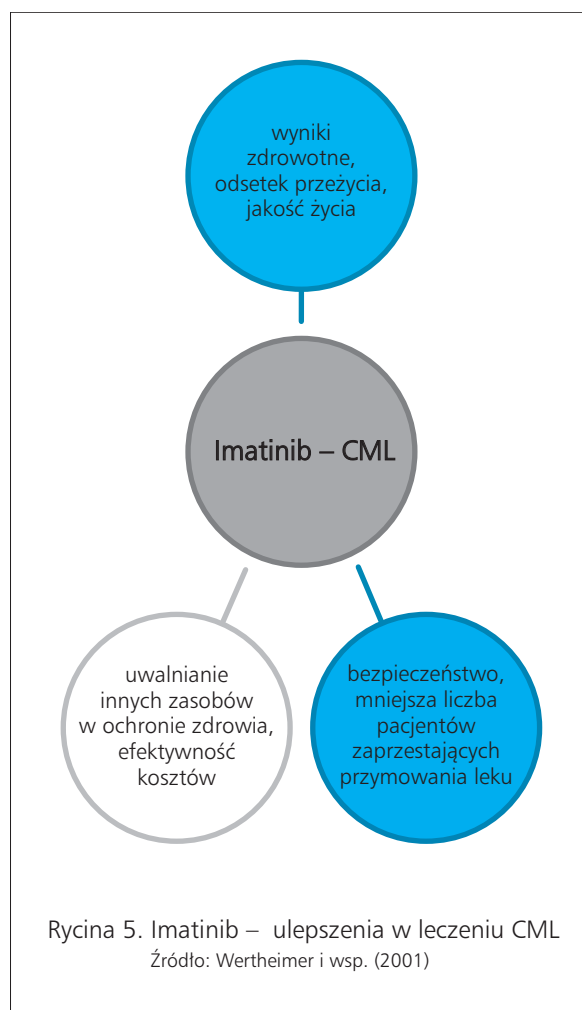 wyniki
zdrowotne,
odsetek przeżycia,
jakość życia
Imatinib – CML
uwalnianie
innych zasobów
w ochronie zdrowia,
efektywność
kosztów
bezpieczeństwo,
mniejsza liczba
pacjentów
zaprzestających
przymowania leku
Rycina 5. Imatinib – ulepszenia w leczeniu CML
Źródło: Wertheimer i wsp. (2001)